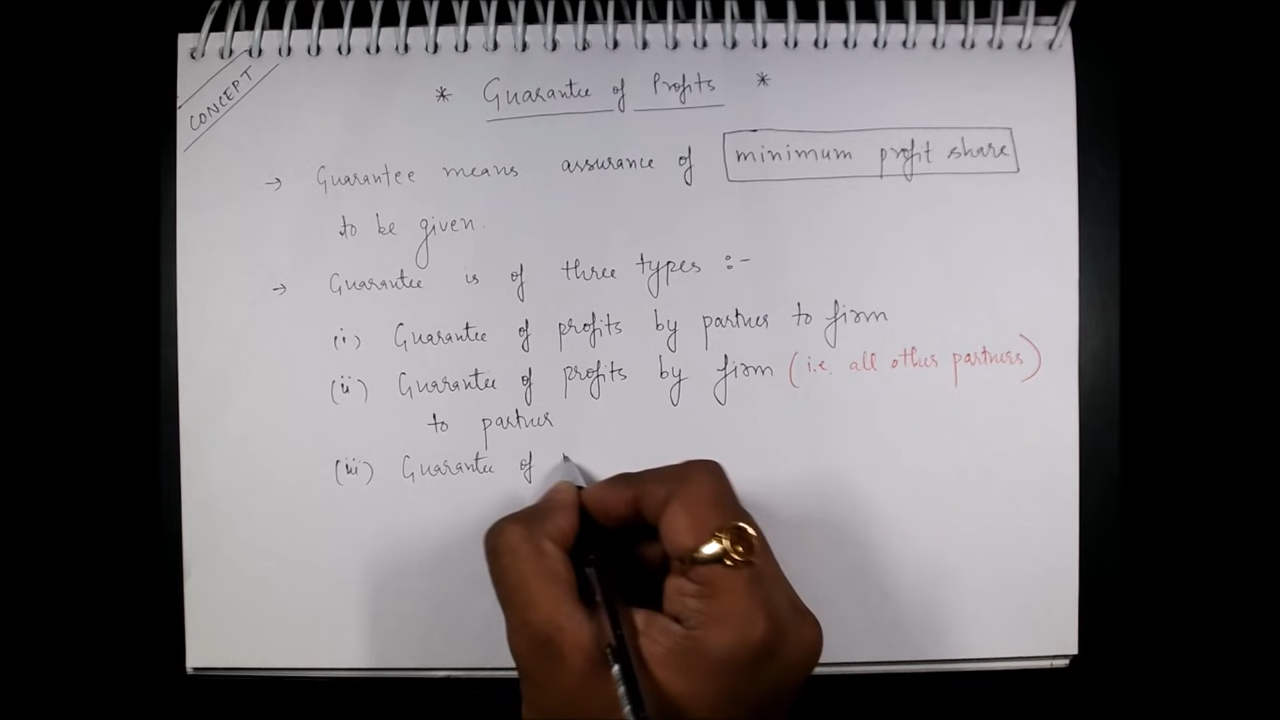 CONCEPT
* Guarantee of Profits *
→ Guarantee means assurance of minimum profit share
to be given.
→ Guarantee is of three types :-
(i) Guarantee of profits by partner to firm
(ii) Guarantee of profits by firm (i.e. all other partners)
to partner
(iii) Guarantee of